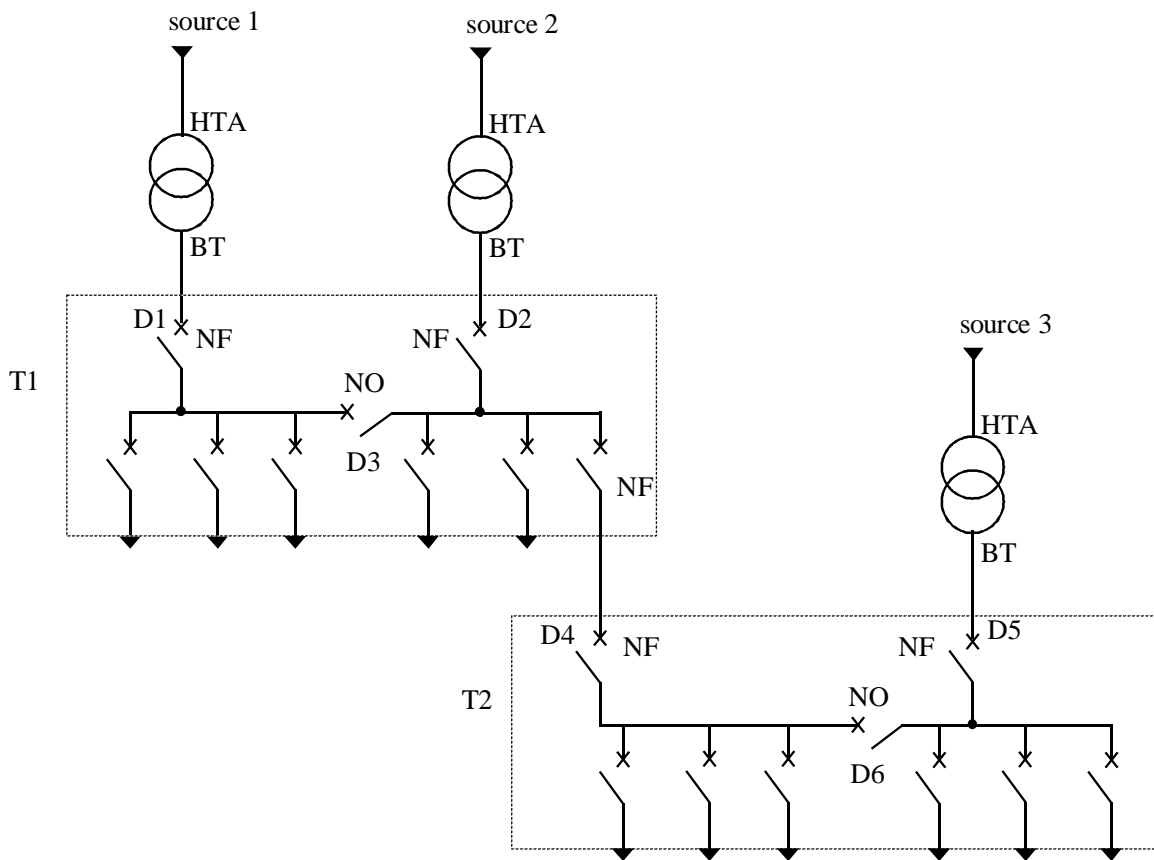 source 1
source 2
HTA
HTA
BT
BT
D1
NF
NF
D2
source 3
T1
NO
D3
NF
HTA
BT
D4
NF
NF
D5
T2
NO
D6